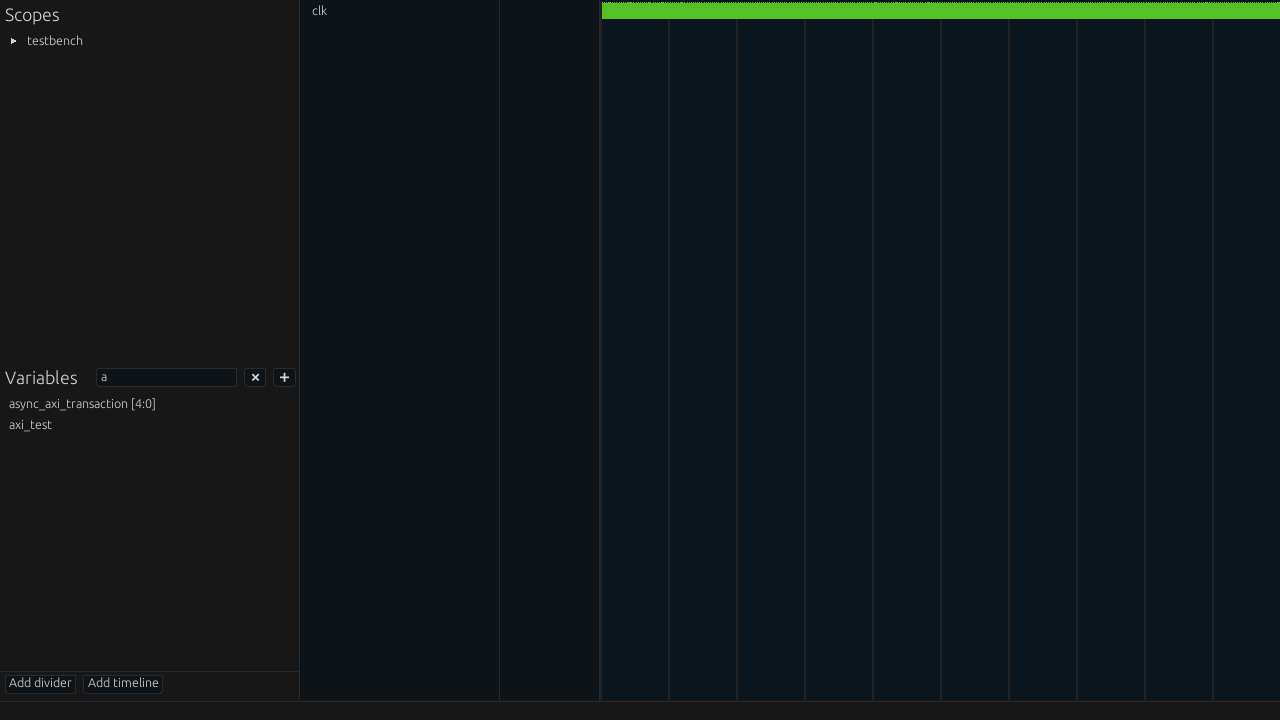 Scopes
testbench
clk
Variables
a
async_axi_transaction [4:0]
axi_test
Add divider
Add timeline